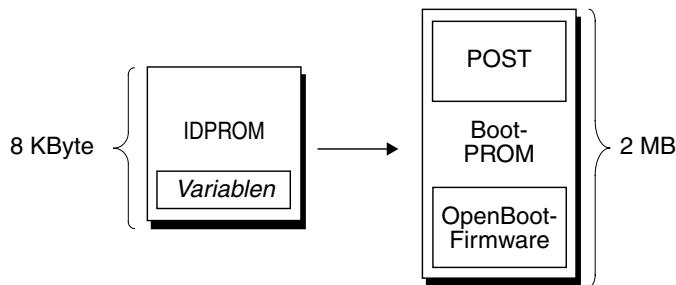 8 KByte
IDPROM
Variablen
POST
Boot-
PROM
OpenBoot-
Firmware
2 MB